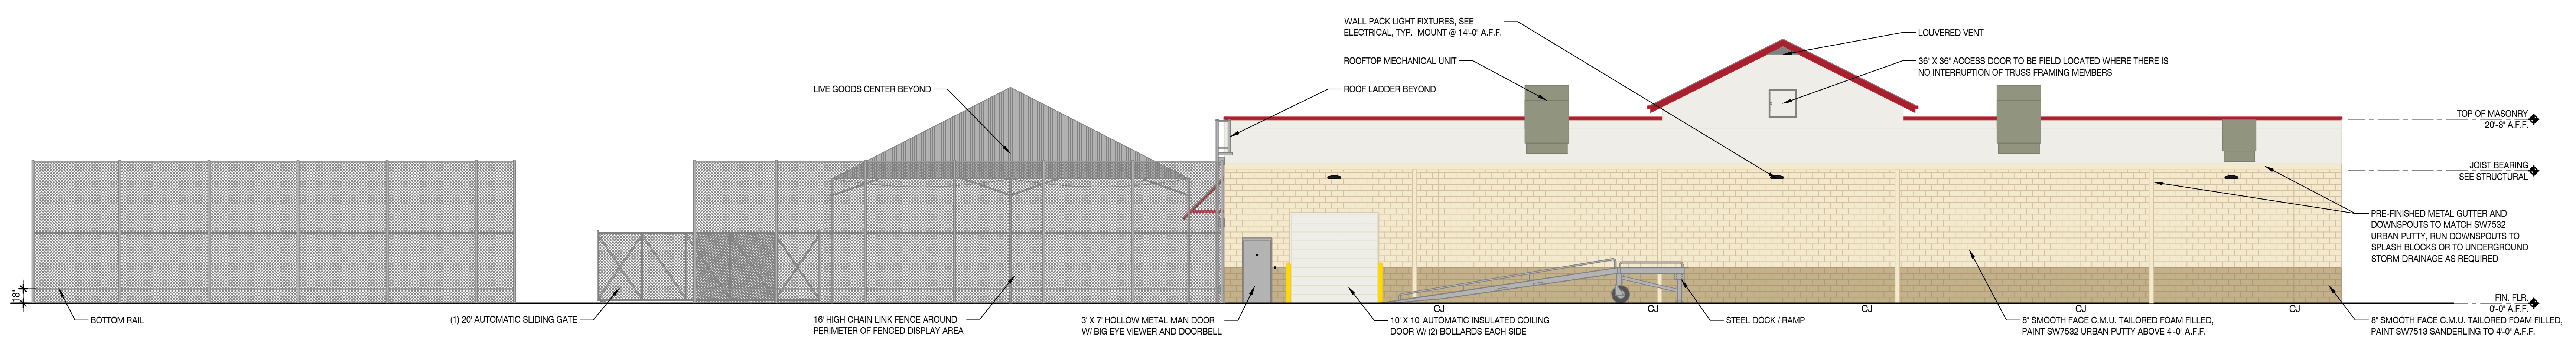 WALL PACK LIGHT FIXTURES, SEE
ELECTRICAL, TYP. MOUNT @ 14'-0" A.F.F.
LOUVERED VENT
ROOFTOP MECHANICAL UNIT
36" X 36" ACCESS DOOR TO BE FIELD LOCATED WHERE THERE IS
NO INTERRUPTION OF TRUSS FRAMING MEMBERS
LIVE GOODS CENTER BEYOND
ROOF LADDER BEYOND
TOP OF MASONRY
20'-8" A.F.F.
JOIST BEARING
SEE STRUCTURAL
PRE-FINISHED METAL GUTTER AND
DOWNSPOUTS TO MATCH SW7532
URBAN PUTTY, RUN DOWNSPOUTS TO
SPLASH BLOCKS OR TO UNDERGROUND
STORM DRAINAGE AS REQUIRED
18"
FIN. FLR.
0'-0" A.F.F.
CJ
CJ
CJ
CJ
CJ
BOTTOM RAIL
(1) 20' AUTOMATIC SLIDING GATE
16' HIGH CHAIN LINK FENCE AROUND
PERIMETER OF FENCED DISPLAY AREA
3' X 7' HOLLOW METAL MAN DOOR
W/ BIG EYE VIEWER AND DOORBELL
10' X 10' AUTOMATIC INSULATED COILING
DOOR W/ (2) BOLLARDS EACH SIDE
STEEL DOCK / RAMP
8" SMOOTH FACE C.M.U. TAILORED FOAM FILLED,
PAINT SW7532 URBAN PUTTY ABOVE 4'-0" A.F.F.
8" SMOOTH FACE C.M.U. TAILORED FOAM FILLED,
PAINT SW7513 SANDERLING TO 4'-0" A.F.F.